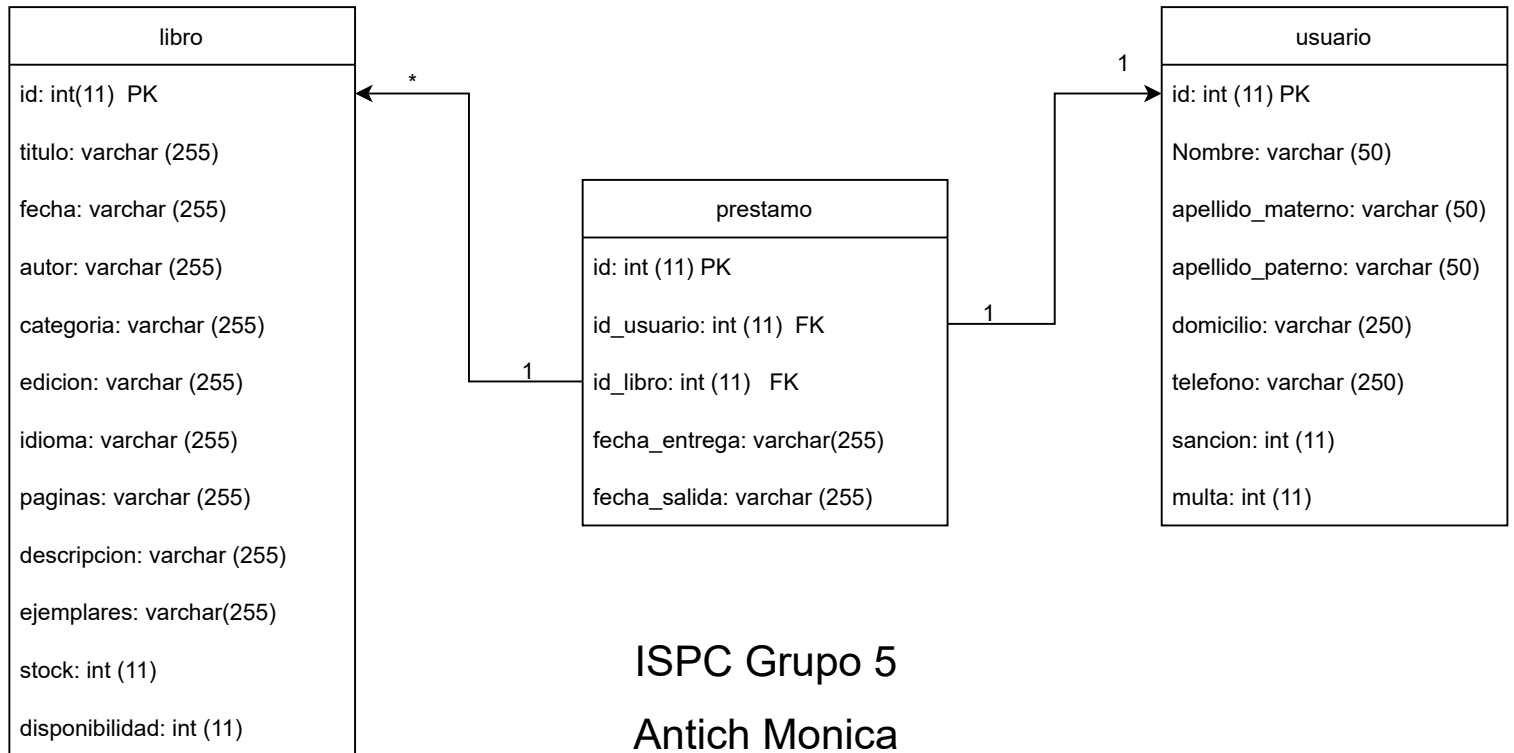 libro
id: int(11) PK
titulo: varchar (255)
fecha: varchar (255)
autor: varchar (255)
categoria: varchar (255)
edicion: varchar (255)
idioma: varchar (255)
paginas: varchar (255)
descripcion: varchar (255)
ejemplares: varchar(255)
stock: int (11)
disponibilidad: int (11)
*
1
prestamo
id: int (11) PK
id_usuario: int (11) FK
id_libro: int (11) FK
fecha_entrega: varchar(255)
fecha_salida: varchar (255)
1
1
usuario
id: int (11) PK
Nombre: varchar (50)
apellido_materno: varchar (50)
apellido_paterno: varchar (50)
domicilio: varchar (250)
telefono: varchar (250)
sancion: int (11)
multa: int (11)
ISPC Grupo 5
Antich Monica